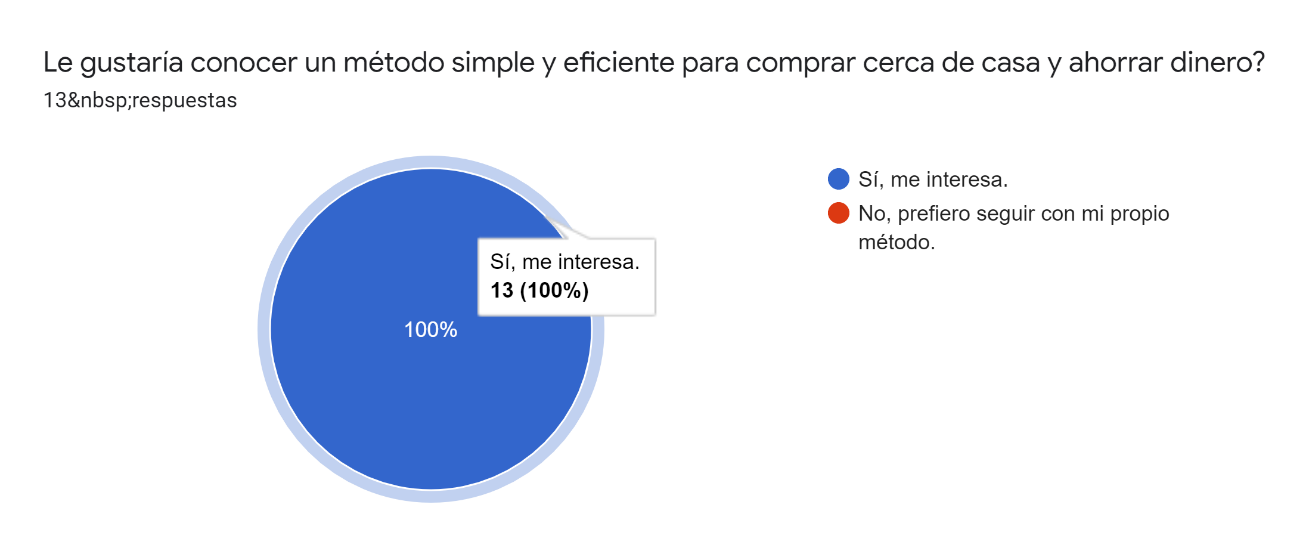 Le gustaría conocer un método simple y eficiente para comprar cerca de casa y ahorrar dinero?
13&nbsp;respuestas
Sí, me interesa.
No, prefiero seguir con mi propio
método.
Sí, me interesa.
13 (100%)
100%